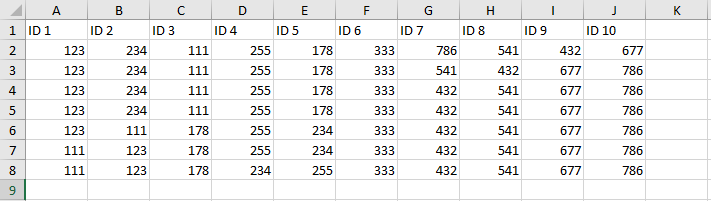 A B C D E F G H I J K
1 ID 1 ID 2 ID 3 ID 4 ID 5 ID 6 ID 7 ID 8 ID 9 ID 10
2 123 234 111 255 178 333 786 541 432 677
3 123 234 111 255 178 333 541 432 677 786
4 123 234 111 255 178 333 432 541 677 786
5 123 234 111 255 178 333 432 541 677 786
6 123 111 178 255 234 333 432 541 677 786
7 111 123 178 255 234 333 432 541 677 786
8 111 123 178 234 255 333 432 541 677 786
9